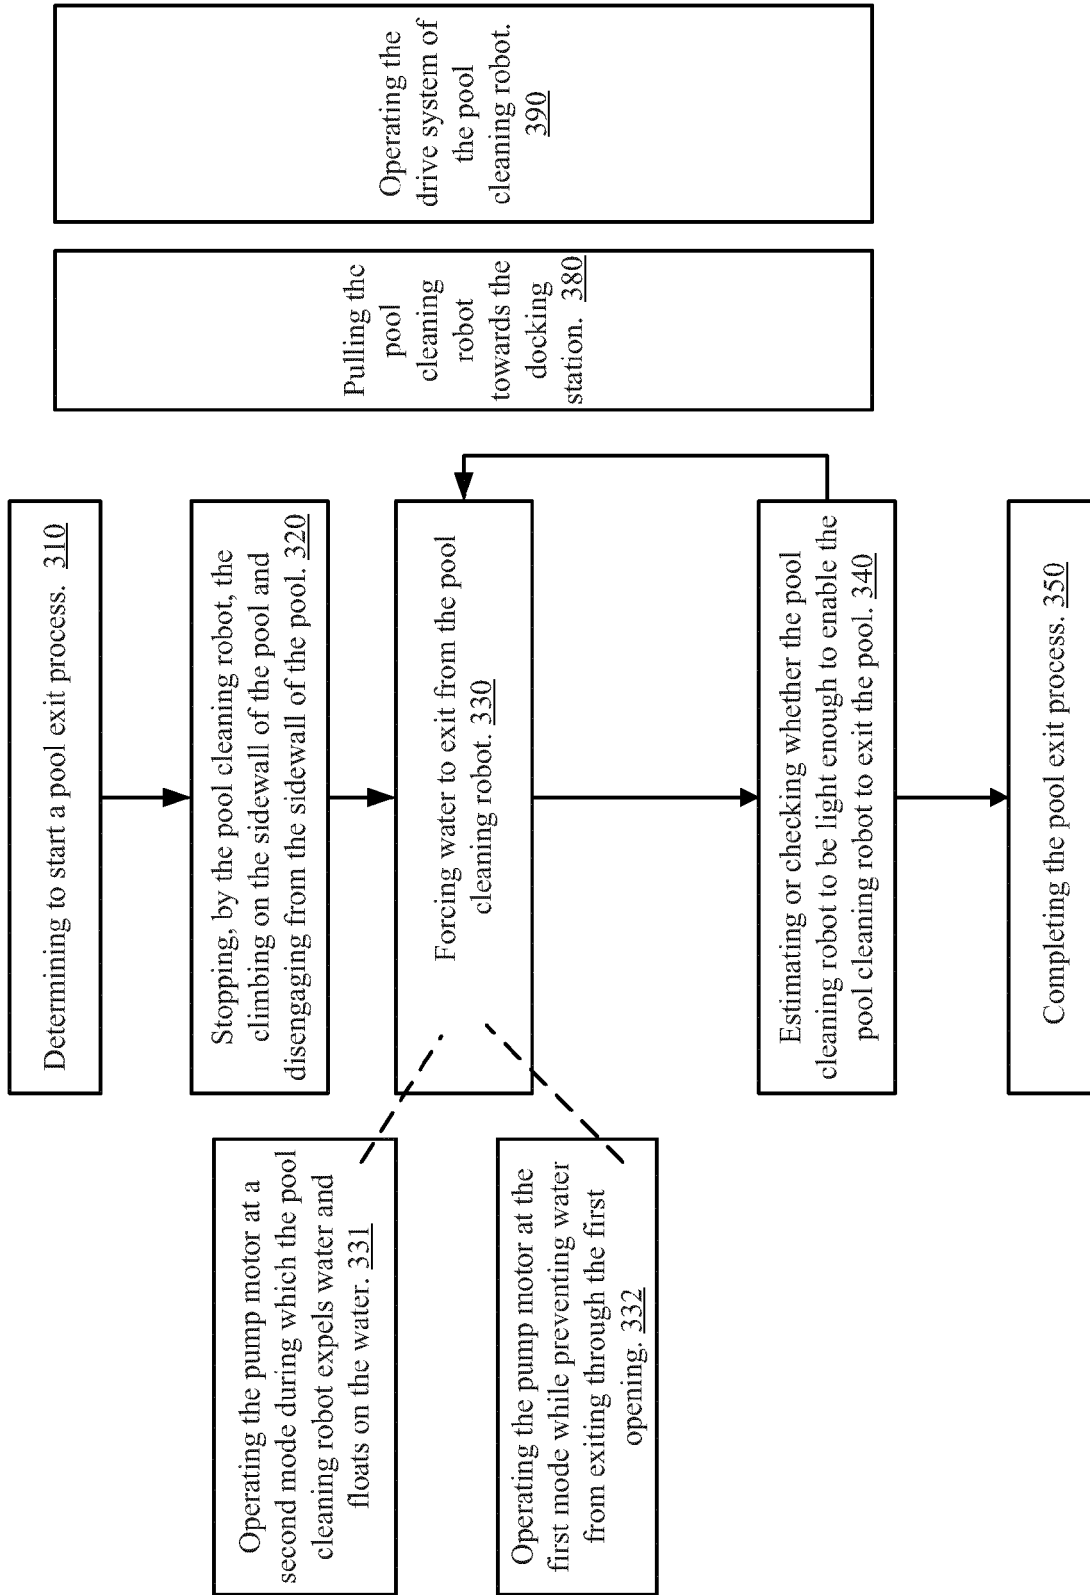 Determining to start a pool exit process. 310
Stopping, by the pool cleaning robot, the
climbing on the sidewall of the pool and
disengaging from the sidewall of the pool. 320
Operating the pump motor at a
second mode during which the pool
cleaning robot expels water and
floats on the water. 331
Forcing water to exit from the pool
cleaning robot. 330
Operating the pump motor at the
first mode while preventing water
from exiting through the first
opening. 332
Estimating or checking whether the pool
cleaning robot to be light enough to enable the
pool cleaning robot to exit the pool. 340
Completing the pool exit process. 350
Pulling the
pool
cleaning
robot
towards the
docking
station. 380
Operating the
drive system of
the pool
cleaning robot.
390